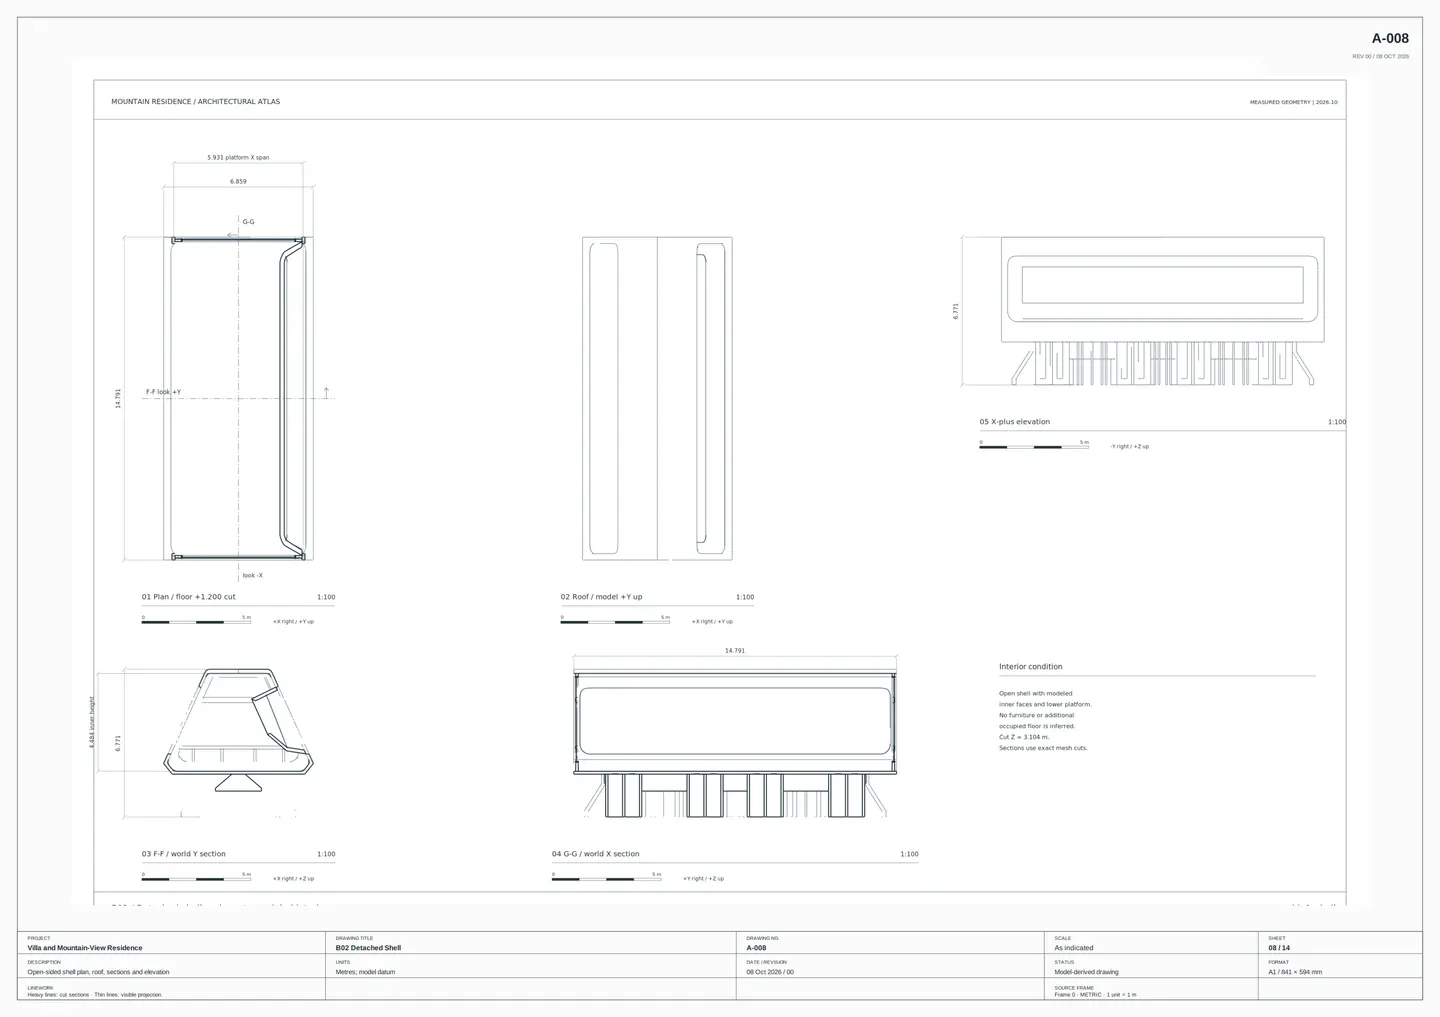 A-008
REV 00 / 08 OCT 2026
MOUNTAIN RESIDENCE / ARCHITECTURAL ATLAS
MEASURED GEOMETRY | 2026.10
5.931 platform X span
6.859
G-G
14.791
F-F look +Y
look -X
01 Plan / floor +1.200 cut
1:100
0
5 m
+X right / +Y up
02 Roof / model +Y up
1:100
0
5 m
+X right / +Y up
6.771
05 X-plus elevation
1:100
0
5 m
-Y right / +Z up
4.484 inner height
6.771
03 F-F / world Y section
1:100
0
5 m
+X right / +Z up
14.791
04 G-G / world X section
1:100
0
5 m
+Y right / +Z up
Interior condition
Open shell with modeled
inner faces and lower platform.
No furniture or additional
occupied floor is inferred.
Cut Z = 3.104 m.
Sections use exact mesh cuts.
PROJECT
Villa and Mountain-View Residence
DRAWING TITLE
B02 Detached Shell
DRAWING NO.
A-008
SCALE
As indicated
SHEET
08 / 14
DESCRIPTION
Open-sided shell plan, roof, sections and elevation
UNITS
Metres; model datum
DATE / REVISION
08 Oct 2026 / 00
STATUS
Model-derived drawing
FORMAT
A1 / 841 × 594 mm
LINEWORK
Heavy lines: cut sections · Thin lines: visible projection
SOURCE FRAME
Frame 0 · METRIC · 1 unit = 1 m